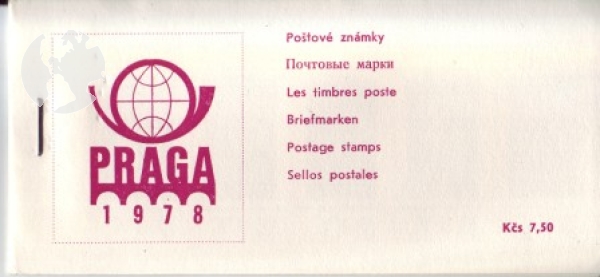 PRAGA
1978
Poštové známky
Почтовые марки
Les timbres poste
Briefmarken
Postage stamps
Sellos postales
Kčs 7,50